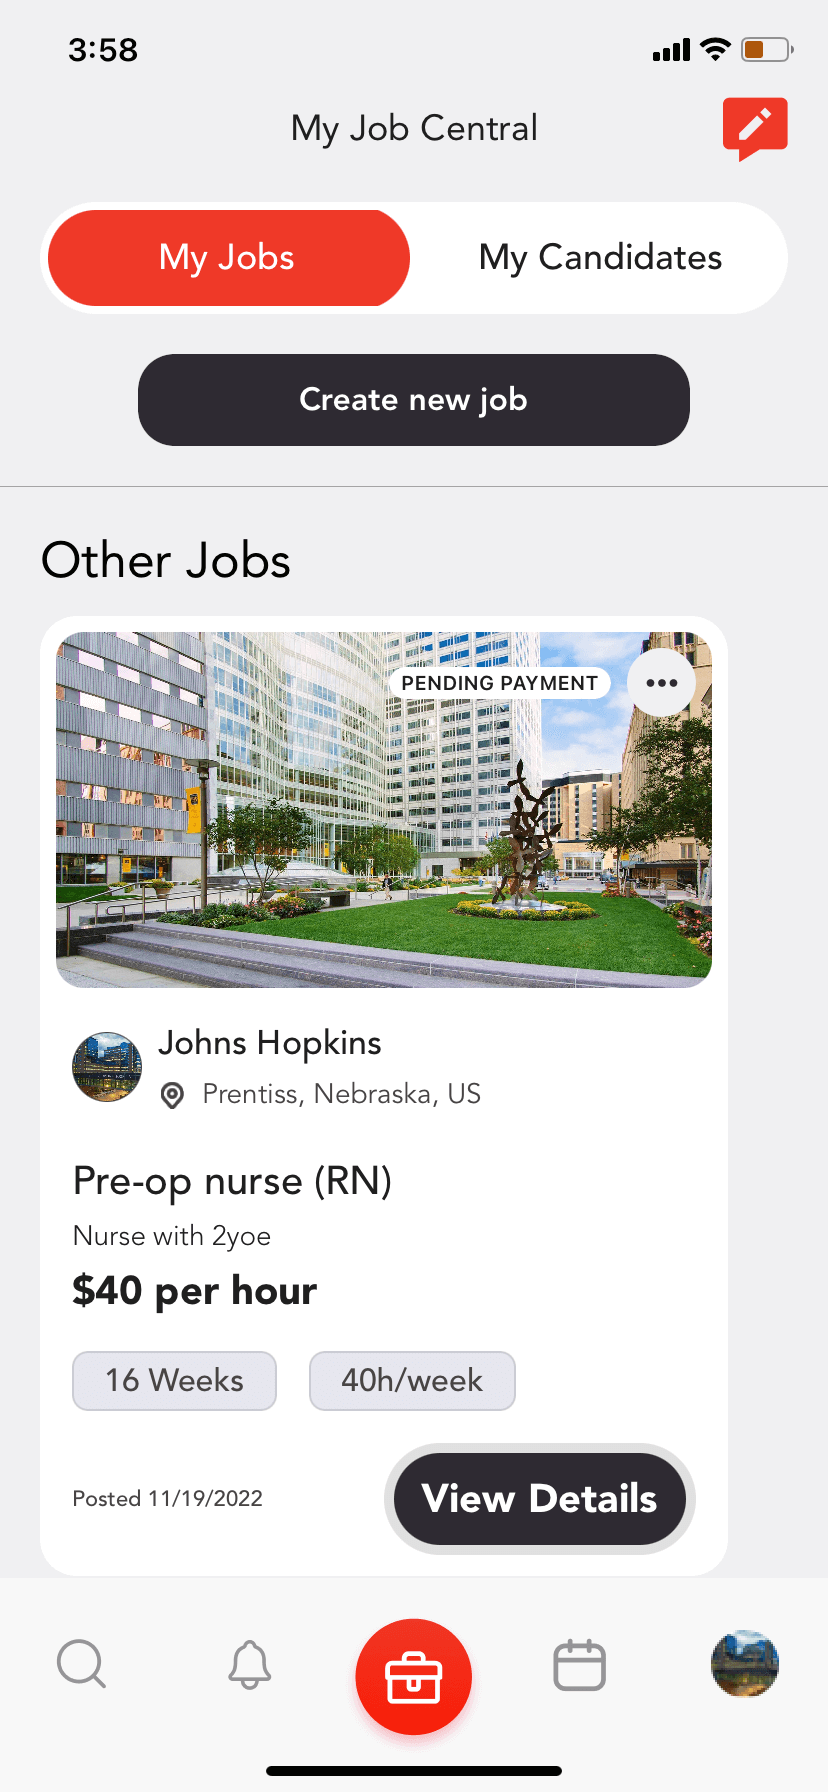 3:58
My Job Central
My Jobs
My Candidates
Create new job
Other Jobs
PENDING PAYMENT
Johns Hopkins
Prentiss, Nebraska, US
Pre-op nurse (RN)
Nurse with 2yoe
$40 per hour
16 Weeks
40h/week
Posted 11/19/2022
View Details